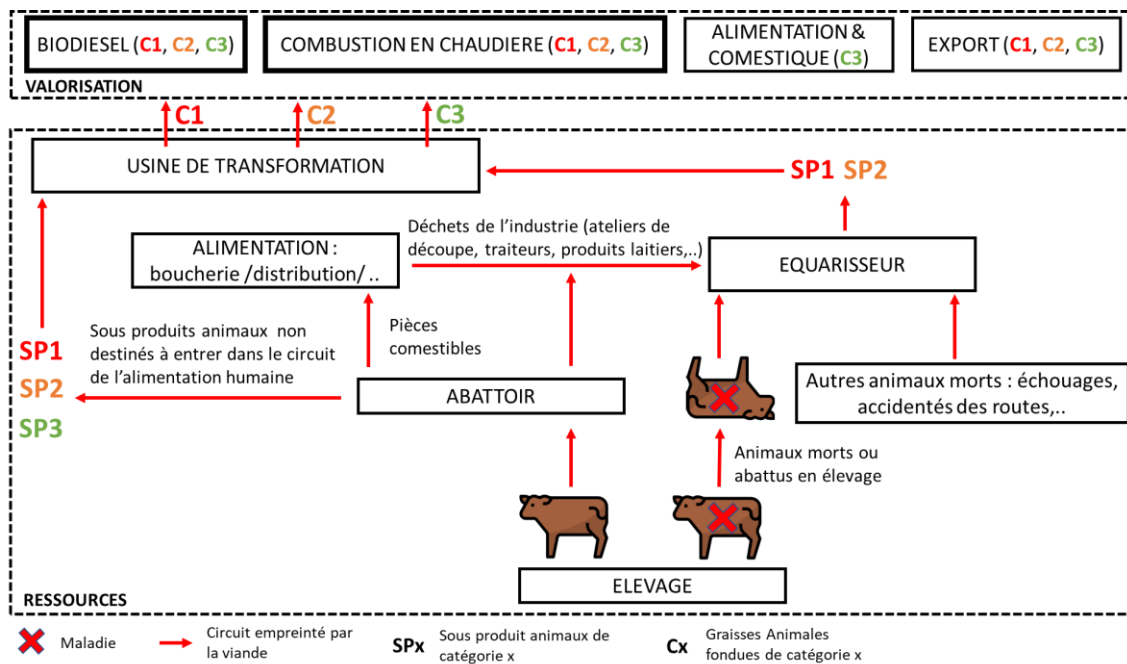 BIODIESEL (C1, C2, C3)
COMBUSTION EN CHAUDIERE (C1, C2, C3)
ALIMENTATION &
COMESTIQUE (C3)
EXPORT (C1, C2, C3)
VALORISATION
C1
C2
C3
USINE DE TRANSFORMATION
SP1 SP2
Déchets de l'industrie (ateliers de
découpe, traiteurs, produits laitiers,..)
ALIMENTATION :
boucherie /distribution/ ..
EQUARISSEUR
Sous produits animaux non
destinés à entrer dans le circuit
de l'alimentation humaine
Pièces
comestibles
SP1
SP2
SP3
ABATTOIR
Autres animaux morts : échouages,
accidentés des routes,..
Animaux morts ou
abattus en élevage
ELEVAGE
RESSOURCES
Maladie
Circuit empreinté par
la viande
SPx
Sous produit animaux de
catégorie x
Cx
Graisses Animales
fondues de catégorie x